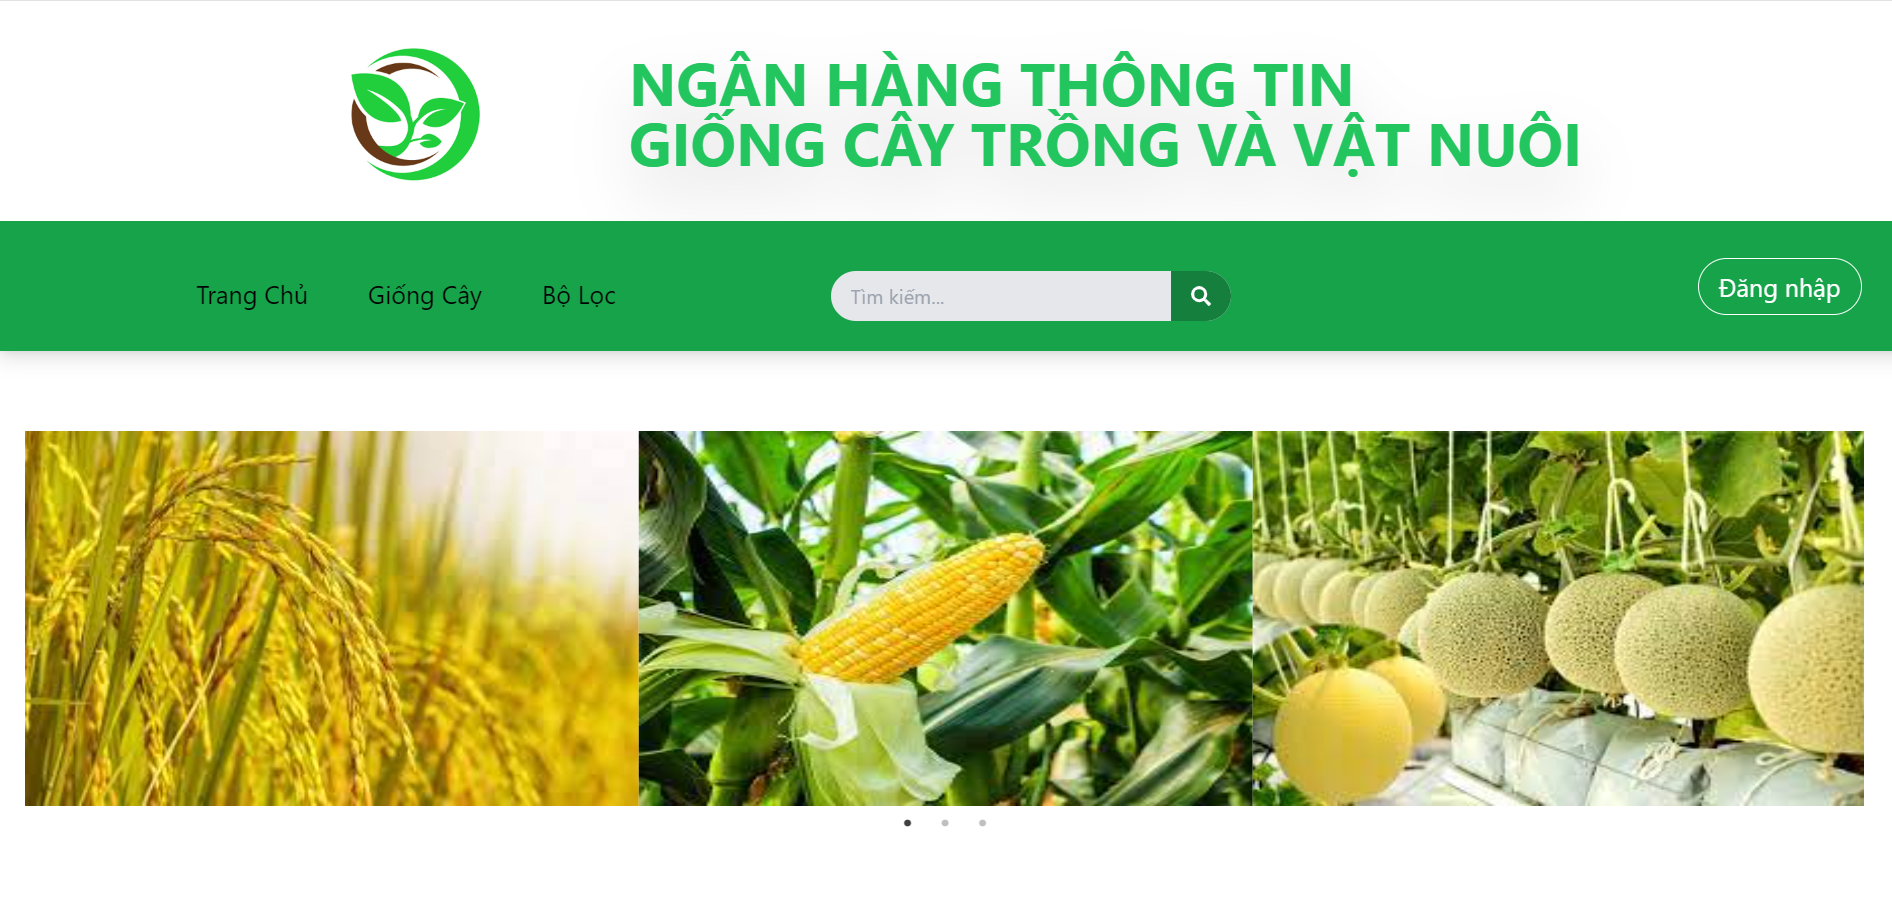 NGÂN HÀNG THÔNG TIN
GIỐNG CÂY TRỒNG VÀ VẬT NUÔI
Trang Chủ
Giống Cây
Bộ Lọc
Tìm kiếm...
Đăng nhập